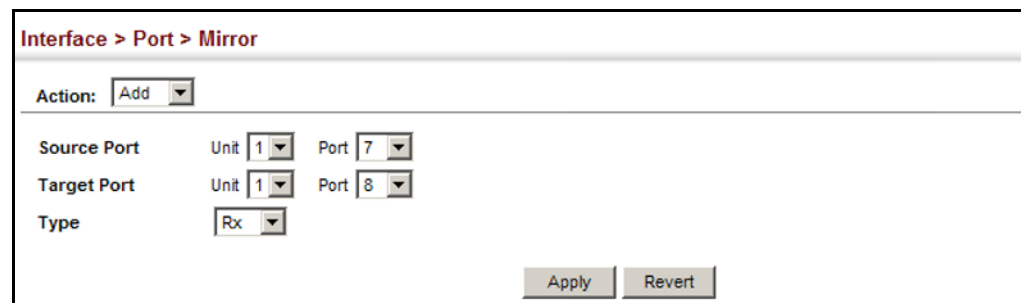 Interface > Port > Mirror
Action: Add
Source Port Unit 1 Port 7
Target Port Unit 1 Port 8
Type Rx
Apply Revert